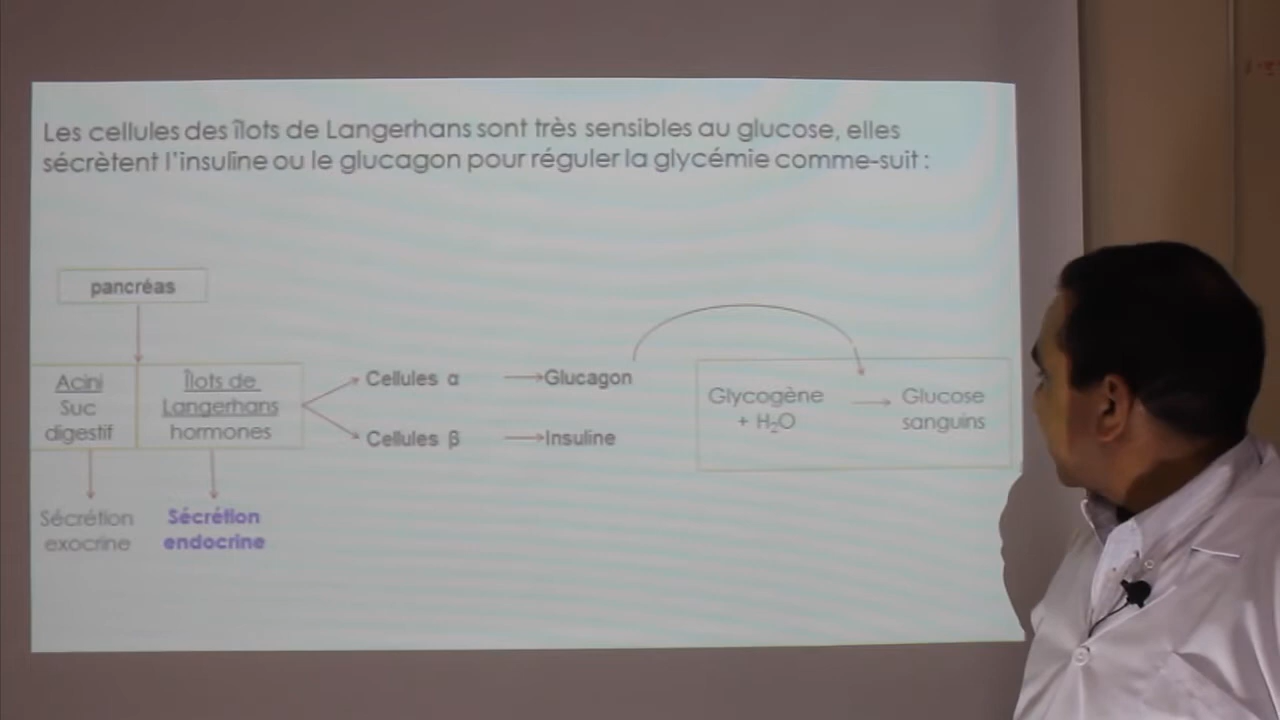 Les cellules des îlots de Langerhans sont très sensibles au glucose, elles
sécrètent l'insuline ou le glucagon pour réguler la glycémie comme-suit :
pancréas
Acini
Suc
digestif
Îlots de
Langerhans
hormones
Cellules α
Glucagon
Cellules β
Insuline
Glycogène
+ H₂O
Glucose
sanguins
Sécrétion
exocrine
Sécrétion
endocrine